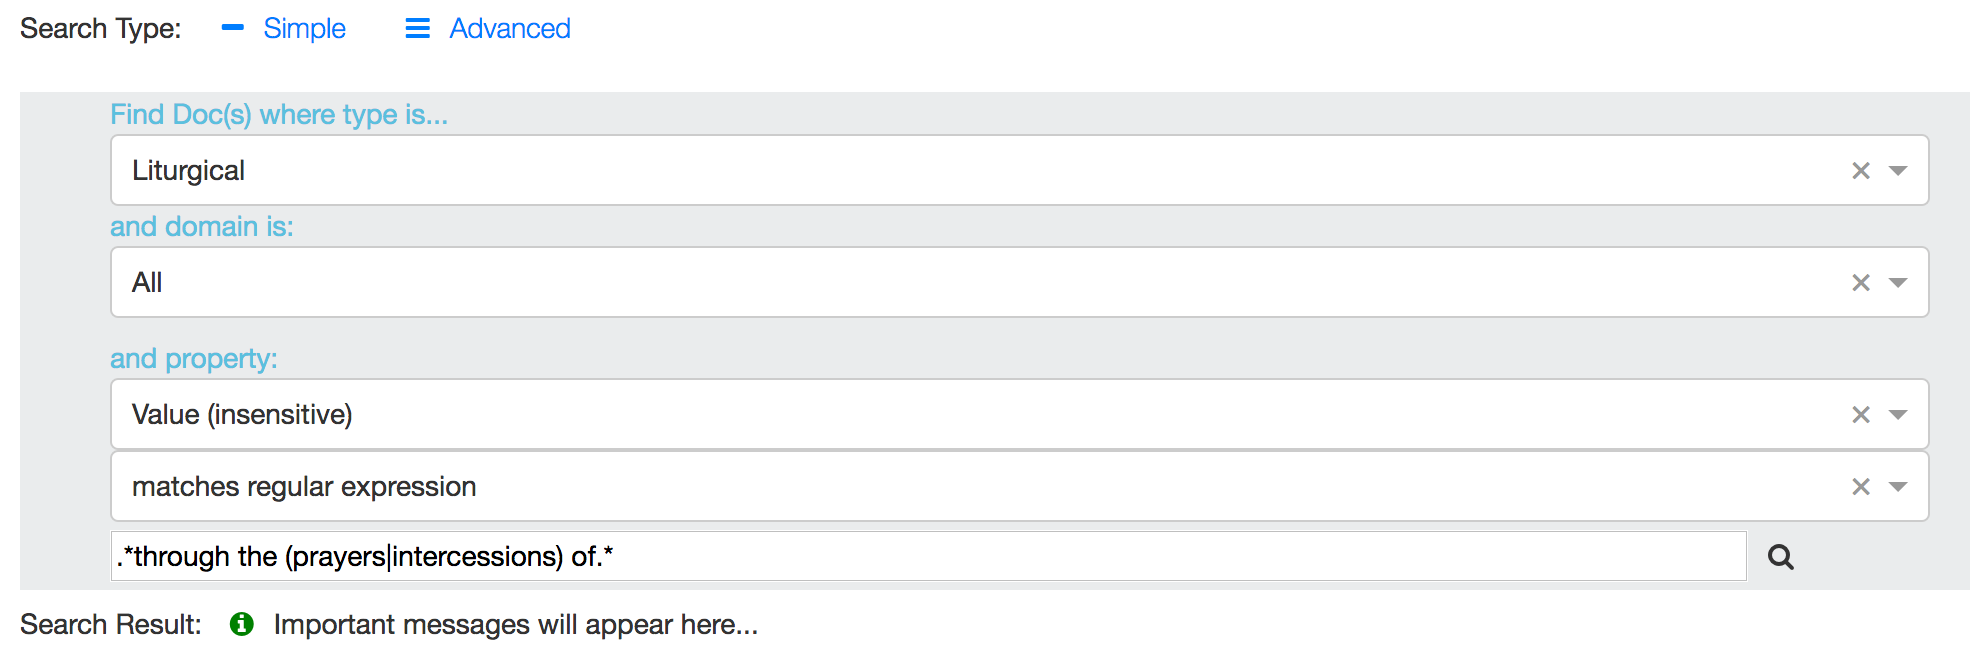 Search Type: Simple Advanced
Find Doc(s) where type is...
Liturgical
and domain is:
All
and property:
Value (insensitive)
matches regular expression
.*through the (prayers|intercessions) of.*
Search Result: Important messages will appear here...